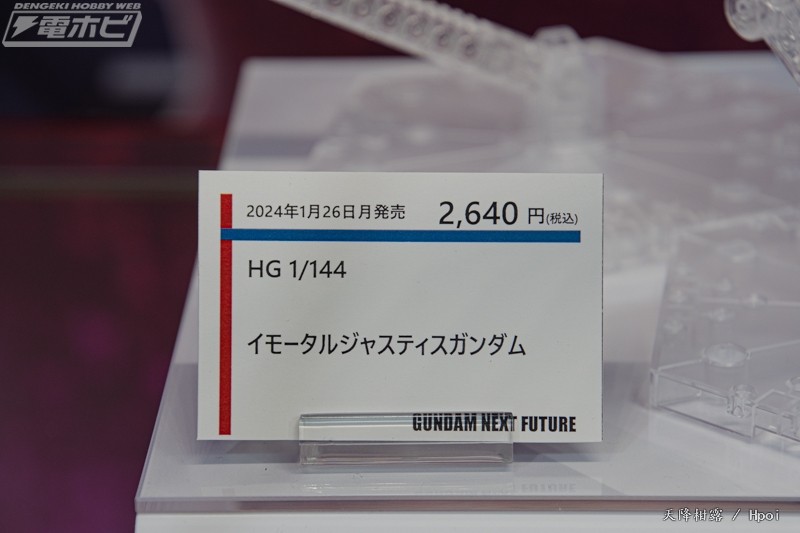 DENGEKI HOBBY WEB
電ホビ
2024年1月26日月発売 2,640 円(税込)
HG 1/144
イモータルジャスティスガンダム
GUNDAM NEXT FUTURE
天降柑露 / Hpoi